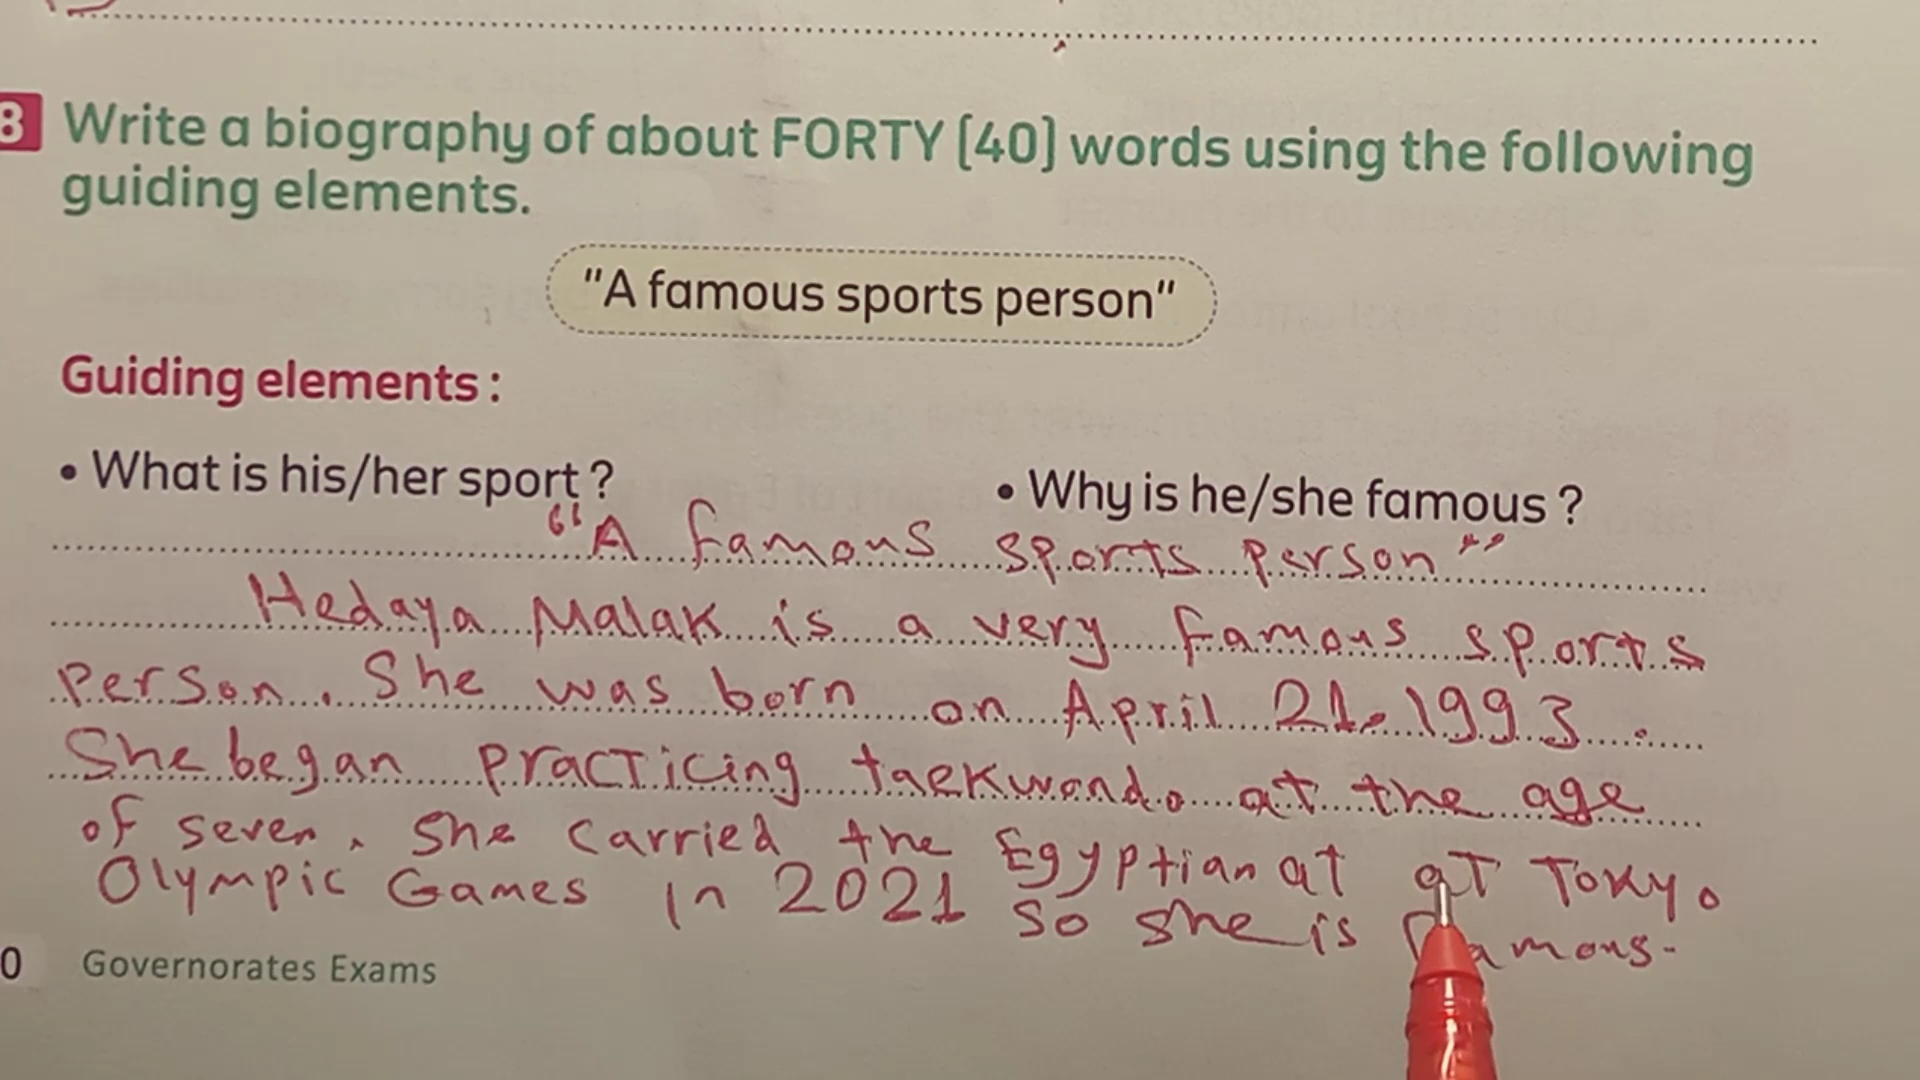 8 Write a biography of about FORTY (40) words using the following
guiding elements.
"A famous sports person"
Guiding elements :
• What is his/her sport ? • Why is he/she famous ?
"A famous sports person"
Hedaya Malak is a very famous sports
person. She was born on April 21, 1993.
She began practicing taekwondo at the age
of seven. She carried the Egyptian at at Tokyo
Olympic Games in 2021 so she is famous.
0 Governorates Exams